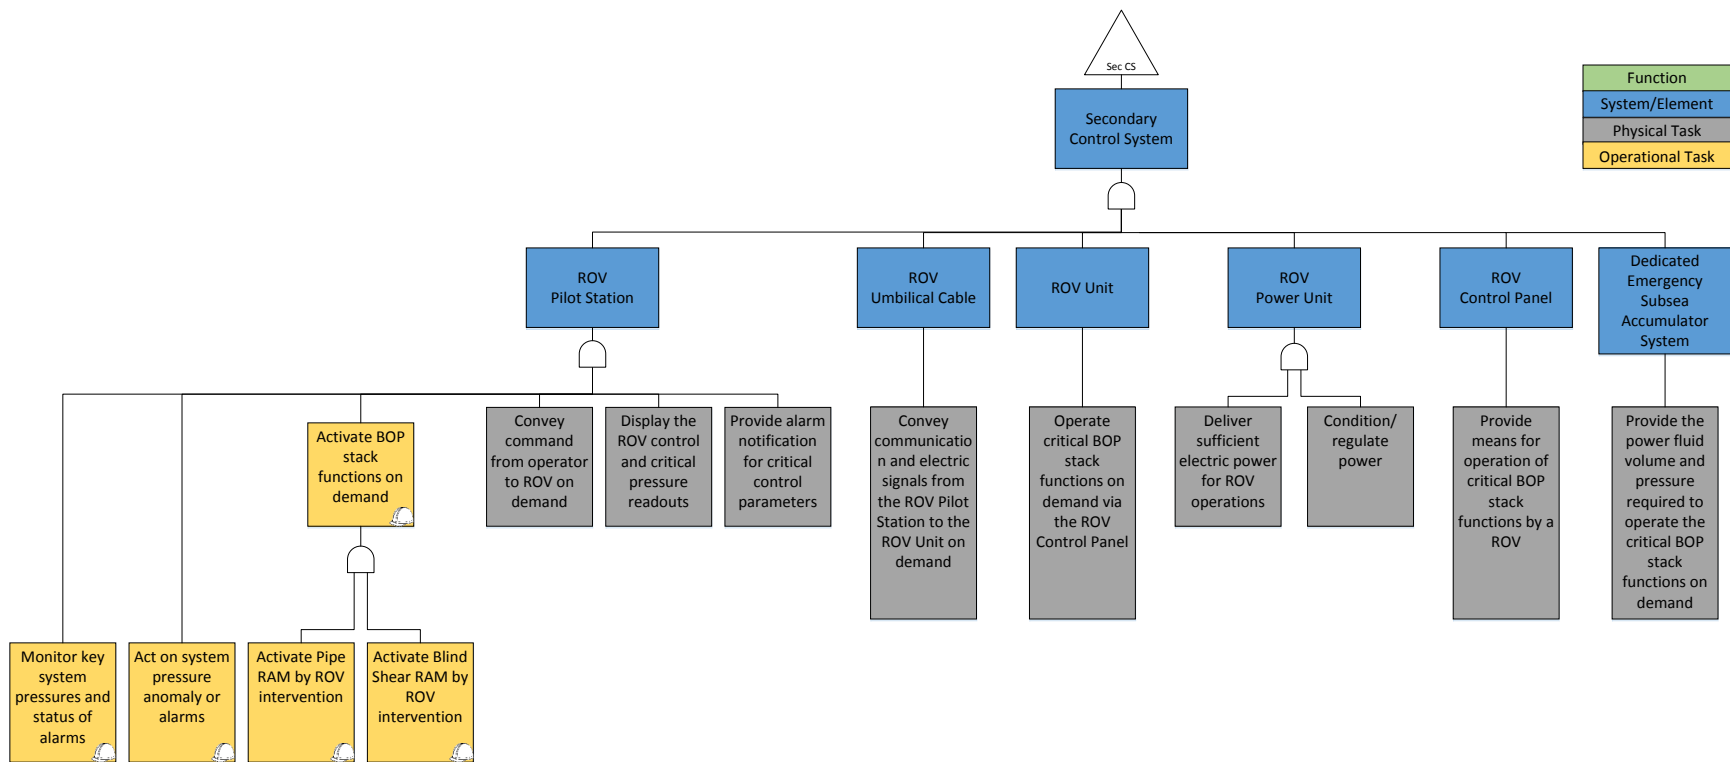 Sec CS
Secondary
Control System
Function
System/Element
Physical Task
Operational Task
ROV
Pilot Station
ROV
Umbilical Cable
ROV Unit
ROV
Power Unit
ROV
Control Panel
Dedicated
Emergency
Subsea
Accumulator
System
Activate BOP
stack
functions on
demand
Convey
command
from operator
to ROV on
demand
Display the
ROV control
and critical
pressure
readouts
Provide alarm
notification
for critical
control
parameters
Convey
communicatio
n and electric
signals from
the ROV Pilot
Station to the
ROV Unit on
demand
Operate
critical BOP
stack
functions on
demand via
the ROV
Control Panel
Deliver
sufficient
electric power
for ROV
operations
Condition/
regulate
power
Provide
means for
operation of
critical BOP
stack
functions by a
ROV
Provide the
power fluid
volume and
pressure
required to
operate the
critical BOP
stack
functions on
demand
Monitor key
system
pressures and
status of
alarms
Act on system
pressure
anomaly or
alarms
Activate Pipe
RAM by ROV
intervention
Activate Blind
Shear RAM by
ROV
intervention